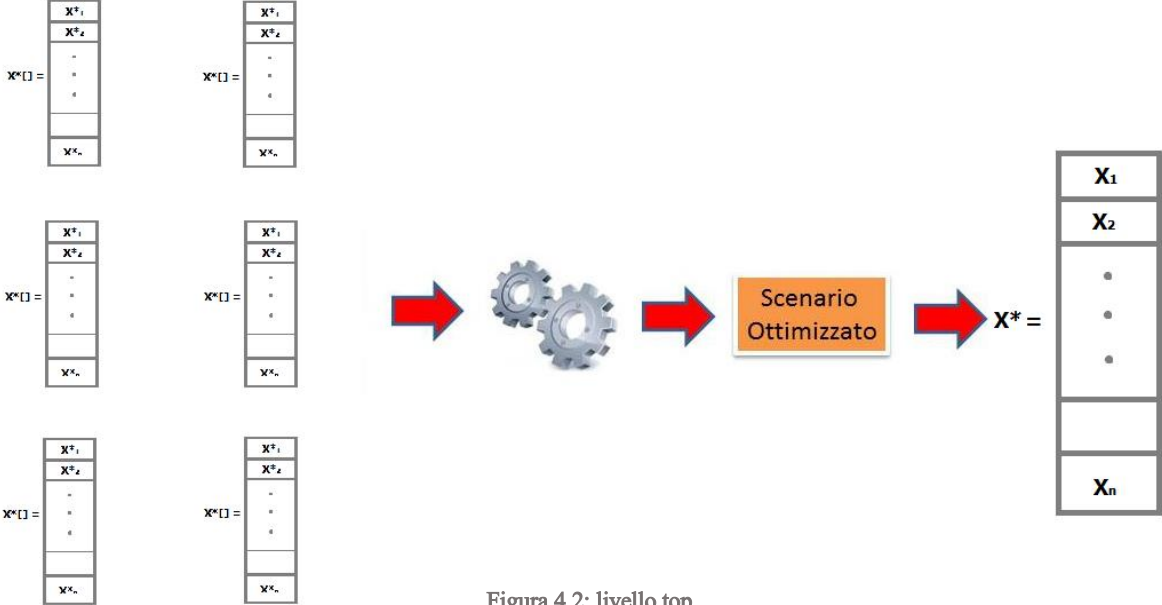 X*₁
X*₂
X*[] =
X*ₙ
X*₁
X*₂
X*[] =
X*ₙ
X*₁
X*₂
X*[] =
X*ₙ
X*₁
X*₂
X*[] =
X*ₙ
X*₁
X*₂
X*[] =
X*ₙ
X*₁
X*₂
X*[] =
X*ₙ
Scenario
Ottimizzato
X* =
X₁
X₂
Xₙ
Figura 4.2: livello top